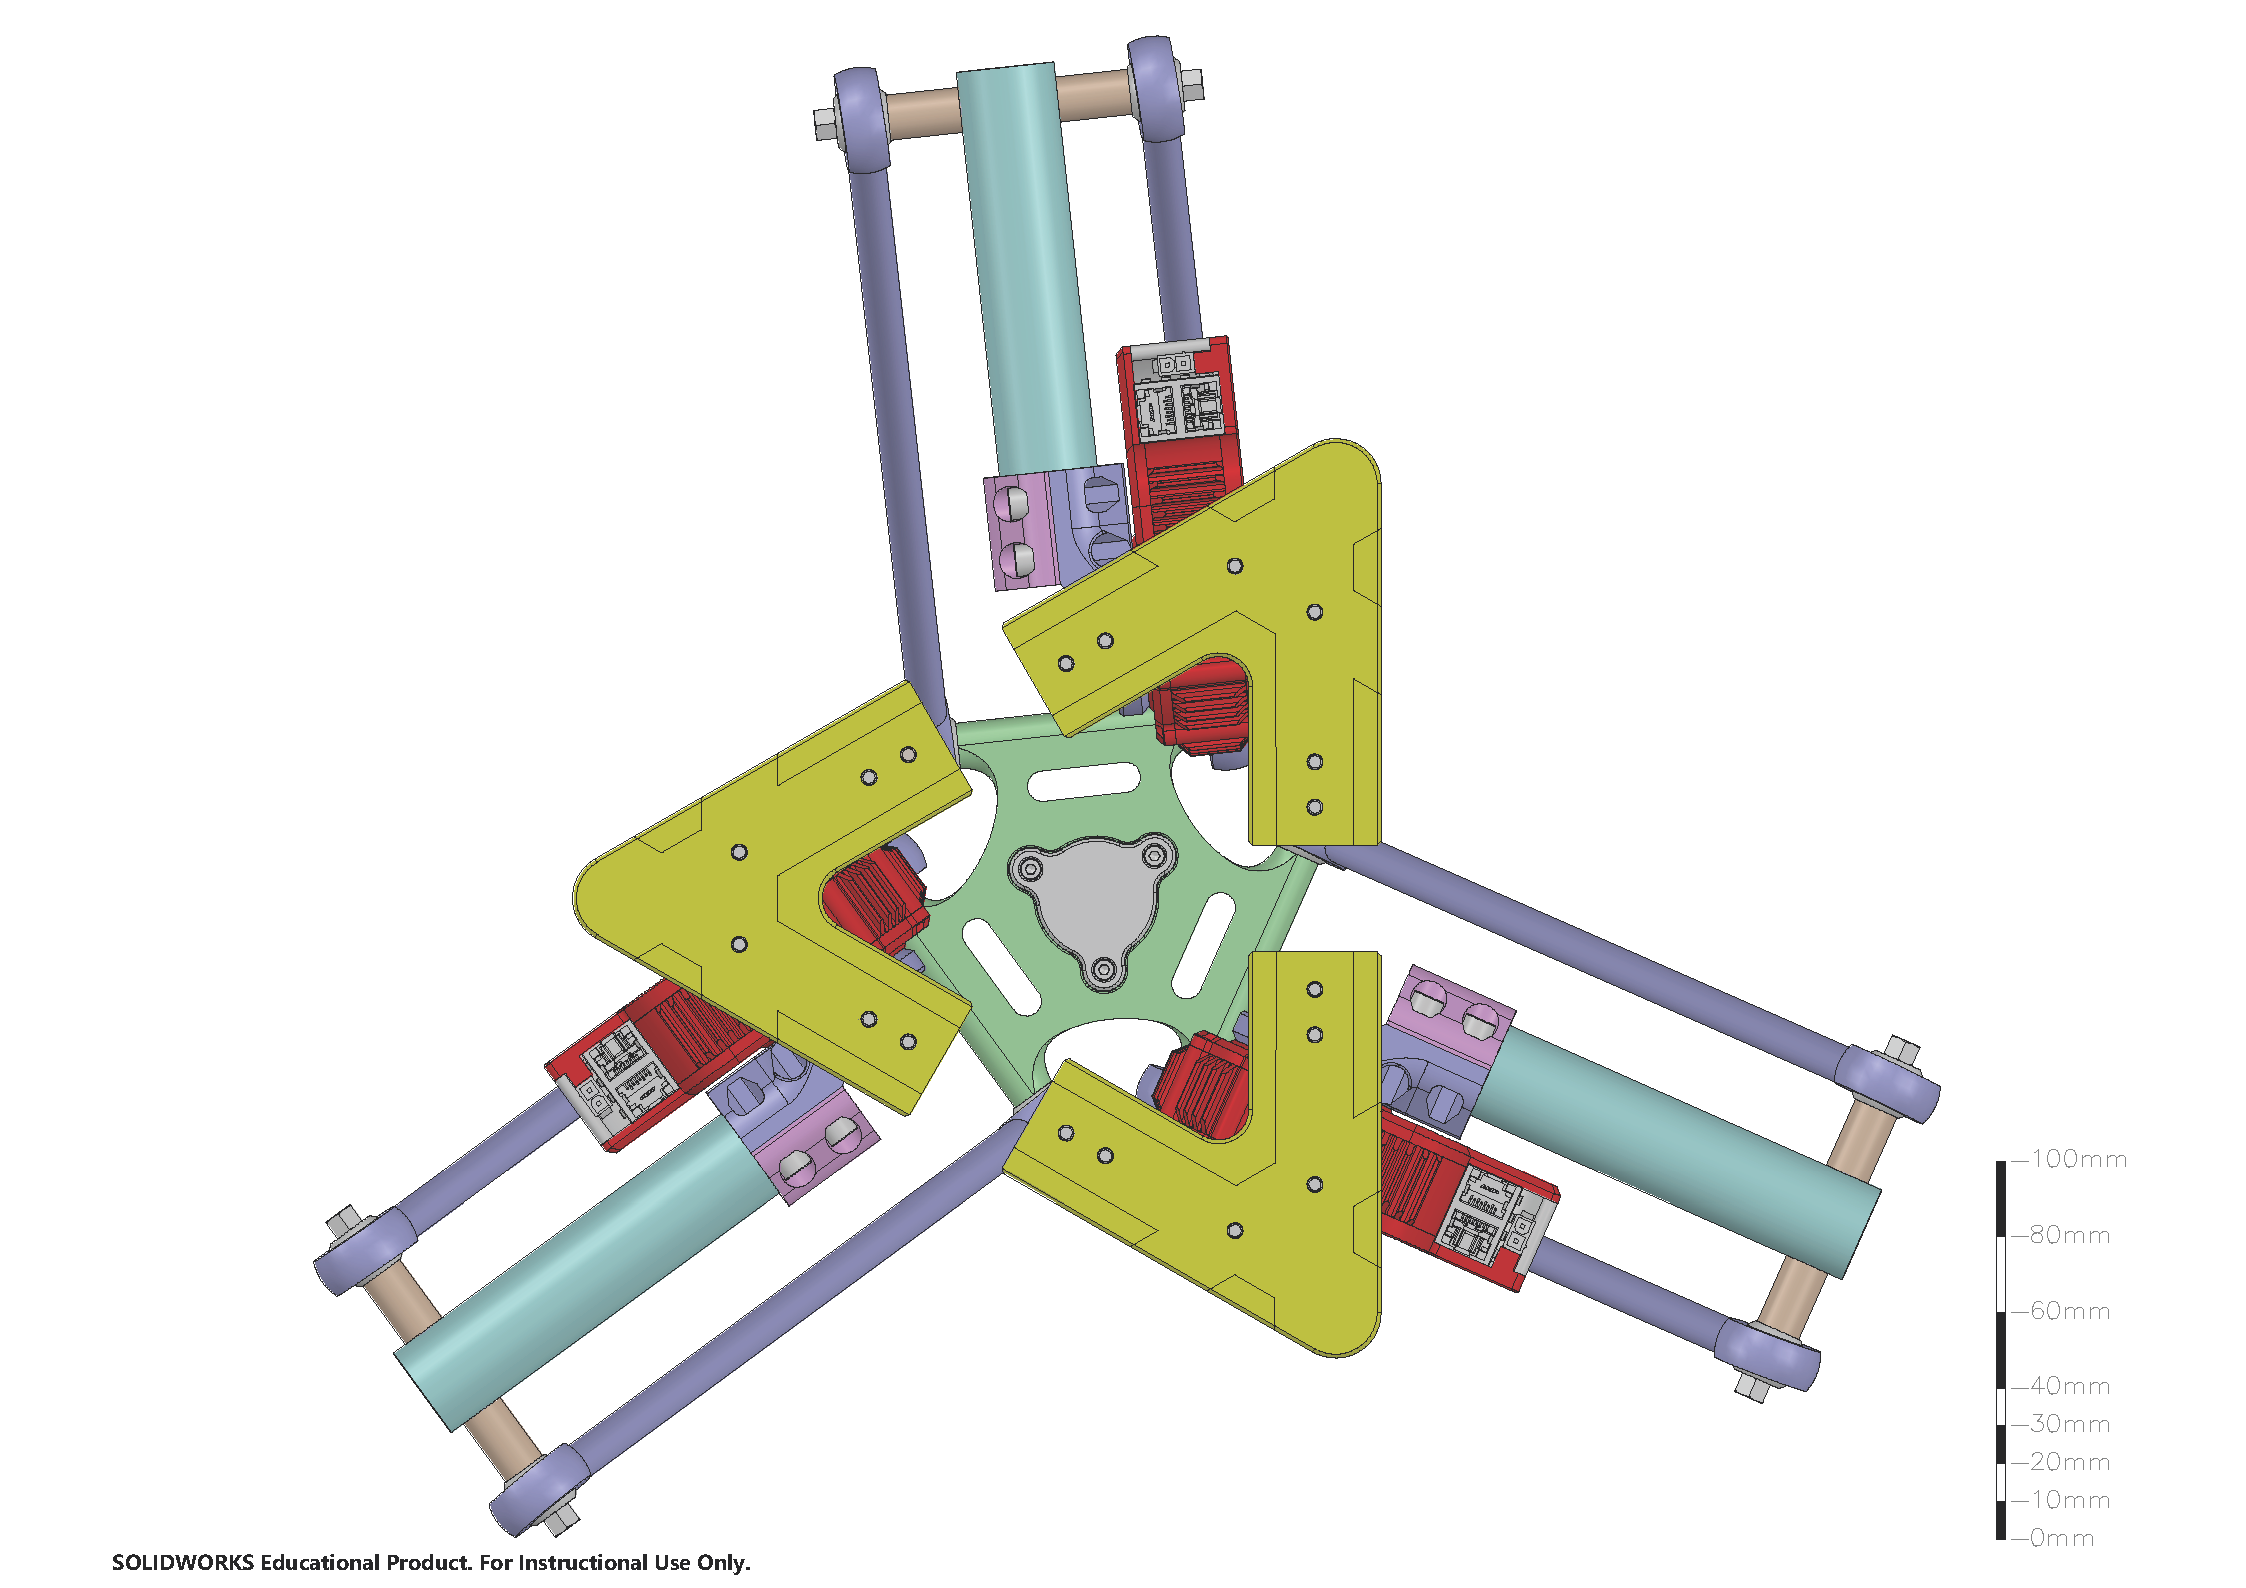 100mm
80mm
60mm
40mm
30mm
20mm
10mm
0mm
SOLIDWORKS Educational Product. For Instructional Use Only.